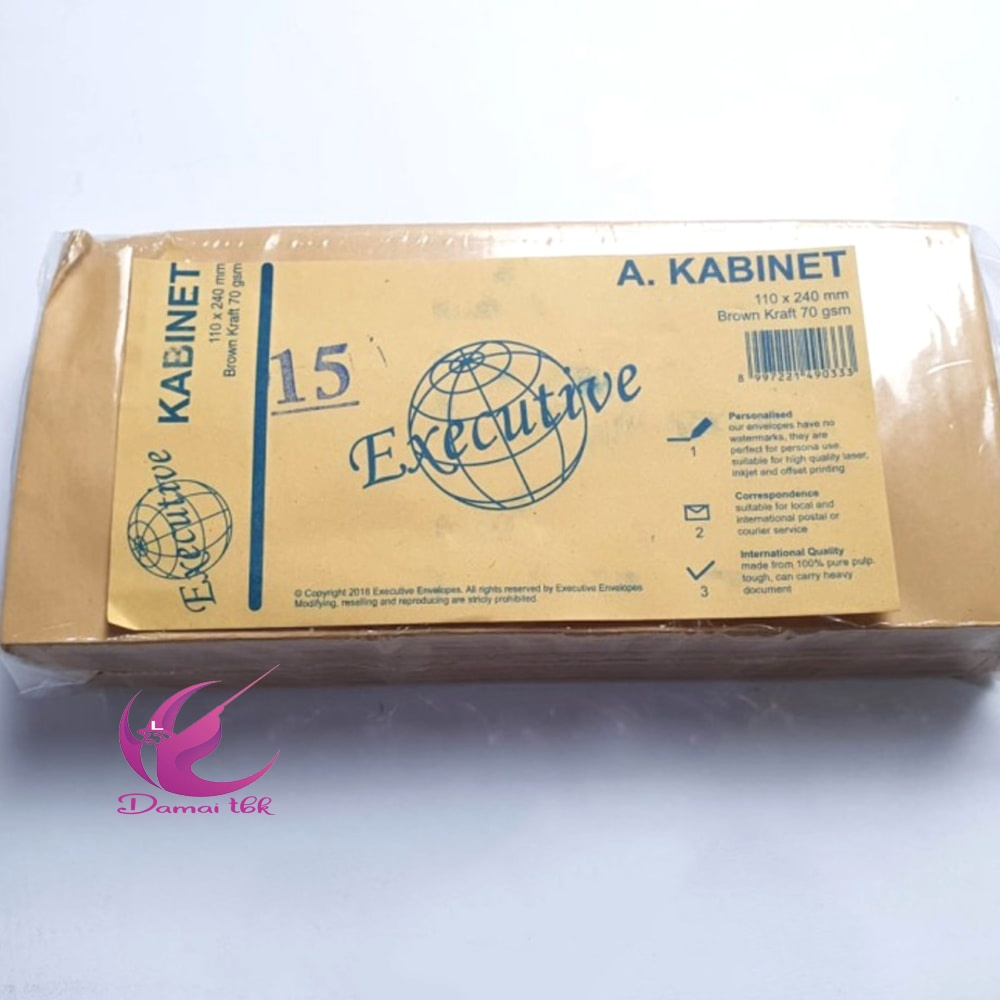 KABINET
110 x 240 mm
Brown Kraft 70 gsm
Executive
15
Executive
A. KABINET
110 x 240 mm
Brown Kraft 70 gsm
8 997221 490333
1
Personalised
our envelopes have no
watermarks, they are
perfect for persona use.
suitable for high quality laser,
inkjet and offset printing
2
Correspondence
suitable for local and
international postal or
courier service
3
International Quality
made from 100% pure pulp.
tough, can carry heavy
document
© Copyright 2016 Executive Envelopes. All rights reserved by Executive Envelopes
Modifying, reselling and reproducing are stricly prohibited.
L
Damai tbk